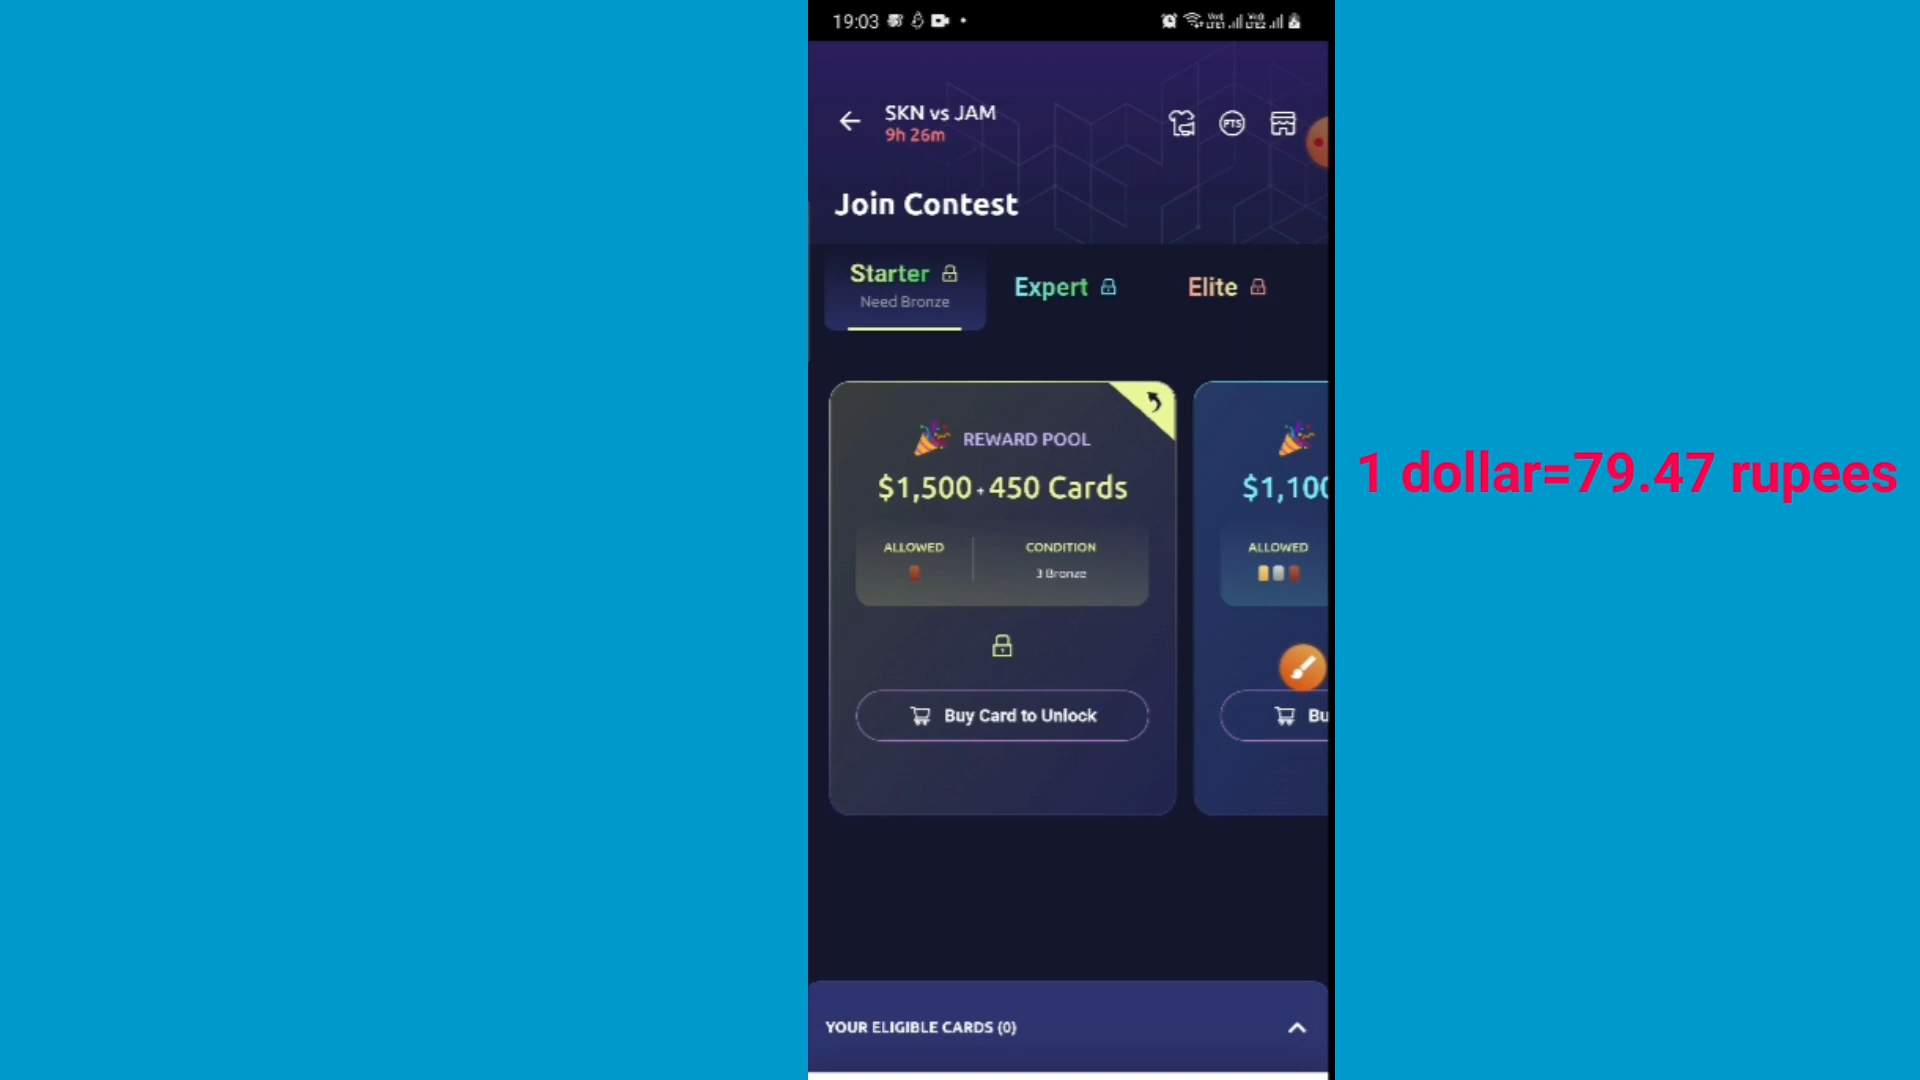 19:03
SKN vs JAM
9h 26m
PTS
Join Contest
Starter
Need Bronze
Expert
Elite
REWARD POOL
$1,500 + 450 Cards
ALLOWED
CONDITION
3 Bronze
Buy Card to Unlock
$1,100
ALLOWED
Bu
1 dollar=79.47 rupees
YOUR ELIGIBLE CARDS (0)